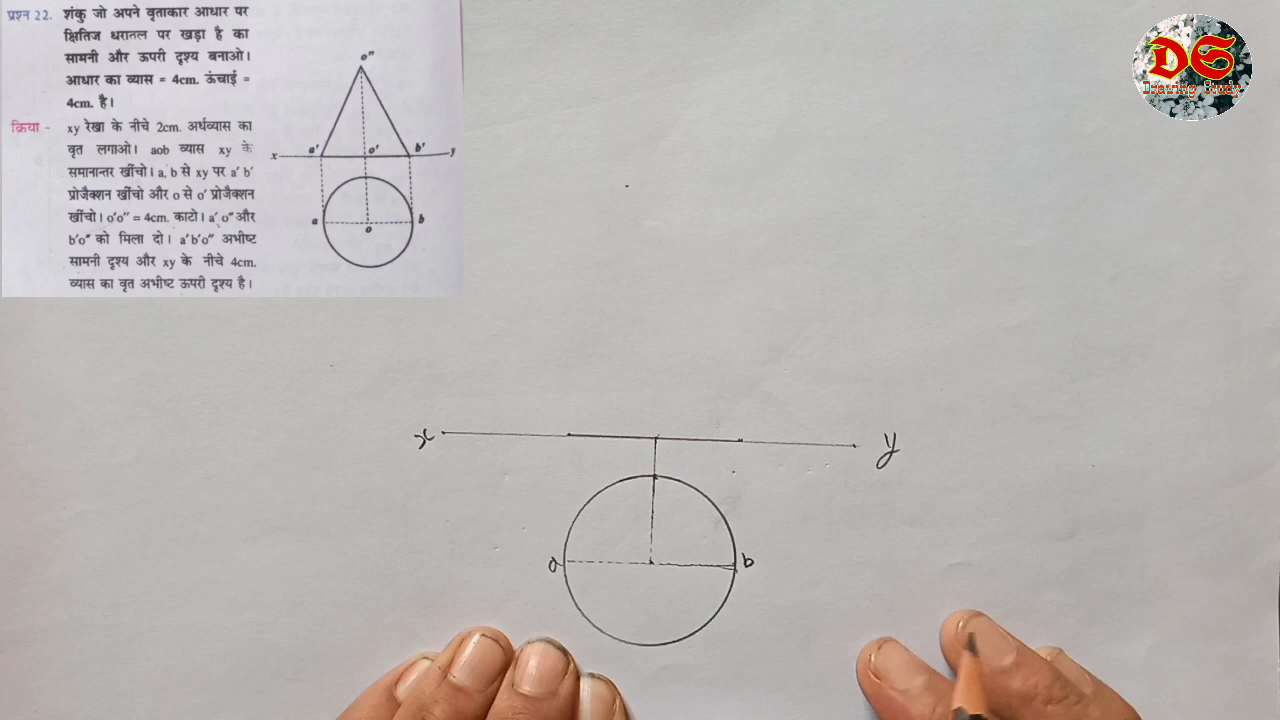 प्रश्न 22. शंकु जो अपने वृताकार आधार पर
क्षितिज धरातल पर खड़ा है का
सामनी और ऊपरी दृश्य बनाओ।
आधार का व्यास = 4cm. ऊंचाई =
4cm. है।
क्रिया - xy रेखा के नीचे 2cm. अर्धव्यास का
वृत लगाओ। aob व्यास xy के
समानान्तर खींचो। a, b से xy पर a' b'
प्रोजैक्शन खींचो और o से o' प्रोजैक्शन
खींचो। o'o" = 4cm. काटो। a' o" और
b'o" को मिला दो। a'b'o" अभीष्ट
सामनी दृश्य और xy के नीचे 4cm.
व्यास का वृत अभीष्ट ऊपरी दृश्य है।
o"
x a' o' b' y
a o b
DS
Drawing Study
x y
a b